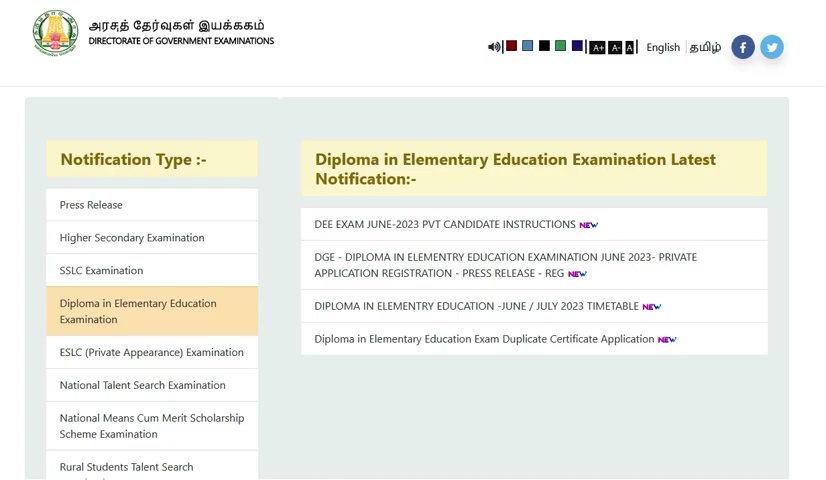 அரசுத் தேர்வுகள் இயக்ககம்
DIRECTORATE OF GOVERNMENT EXAMINATIONS
A+ A- A English தமிழ்
Notification Type :-
Press Release
Higher Secondary Examination
SSLC Examination
Diploma in Elementary Education
Examination
ESLC (Private Appearance) Examination
National Talent Search Examination
National Means Cum Merit Scholarship
Scheme Examination
Rural Students Talent Search
Diploma in Elementary Education Examination Latest
Notification:-
DEE EXAM JUNE-2023 PVT CANDIDATE INSTRUCTIONS NEW
DGE - DIPLOMA IN ELEMENTRY EDUCATION EXAMINATION JUNE 2023- PRIVATE
APPLICATION REGISTRATION - PRESS RELEASE - REG NEW
DIPLOMA IN ELEMENTRY EDUCATION -JUNE / JULY 2023 TIMETABLE NEW
Diploma in Elementary Education Exam Duplicate Certificate Application NEW